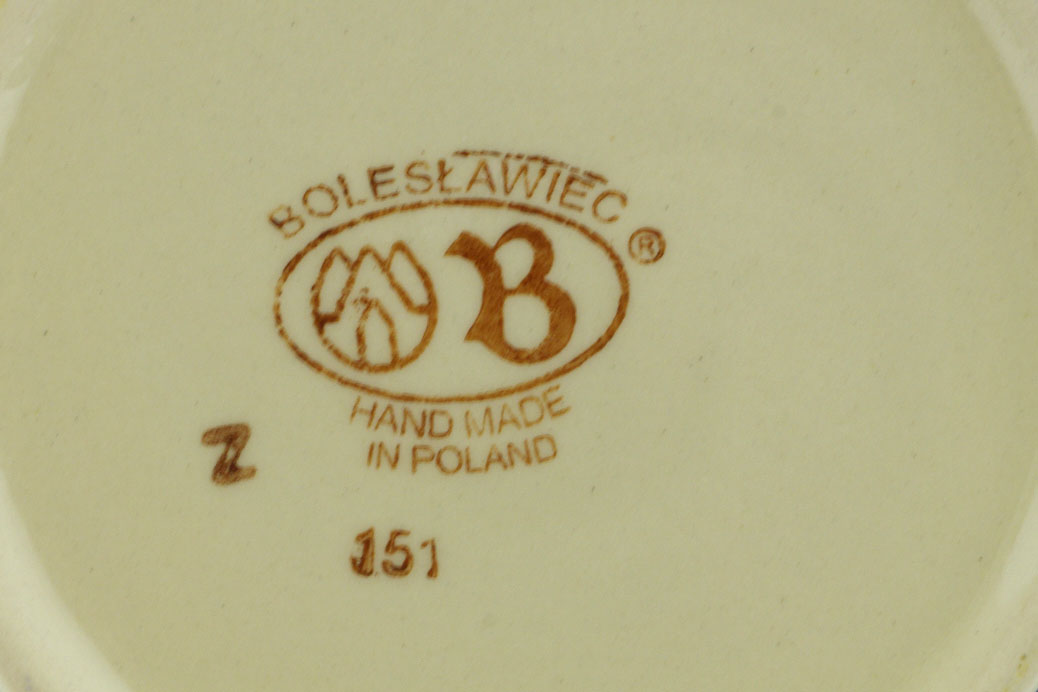 BOLESŁAWIEC
®
B
HAND MADE
IN POLAND
Z
151